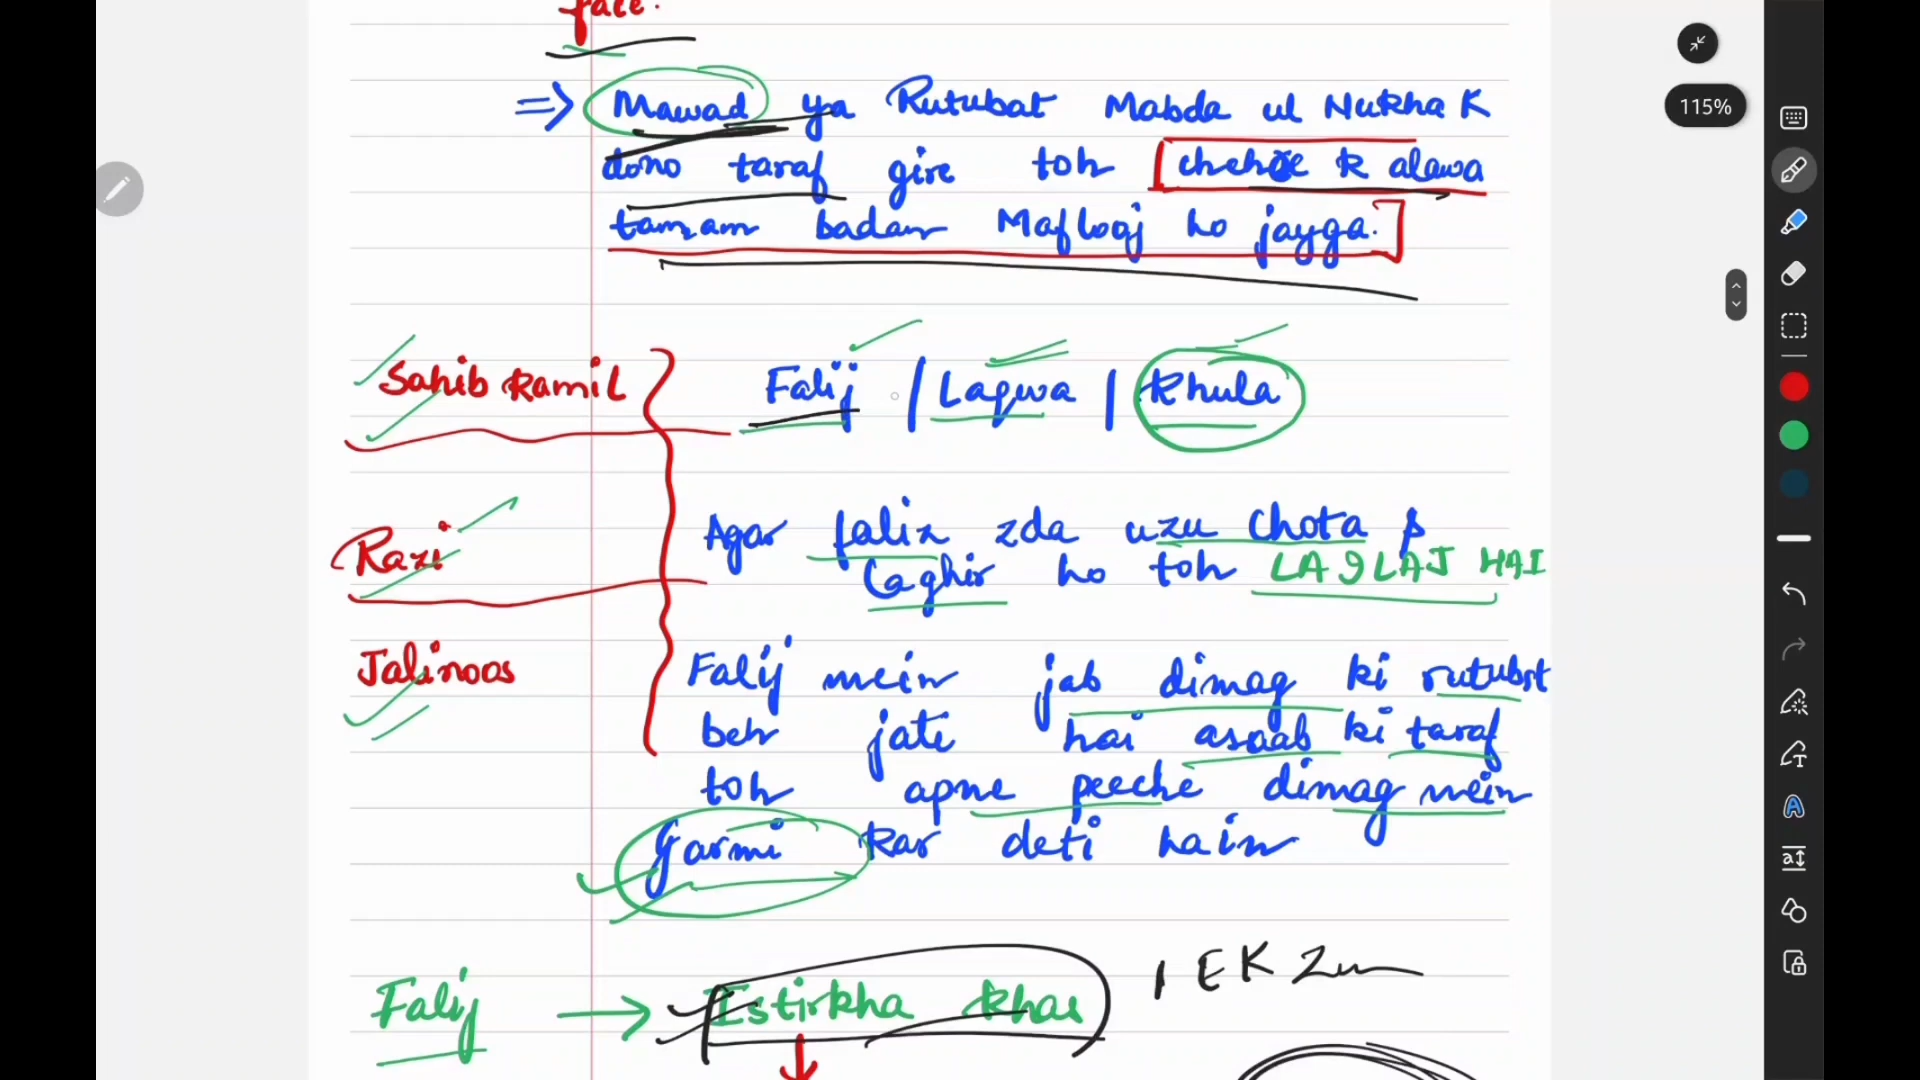 face.
⇒ Mawad ya Rutubat Mabda ul Nukha K
dono taraf gire toh [chehre k alawa
tamam badan Maflooj ho jayga.]
Sahib Kamil Falij / Laqwa | Khula
Razi Agar falix zda uzu chota p
Laghir ho toh LA ILAJ HAI
Jalinoos Falij mein jab dimag ki rutubat
beh jate hai asaab ki taraf
toh apne peeche dimag mein
garmi kar deti hain
Falij → Estirkha khas
1 EK
115%